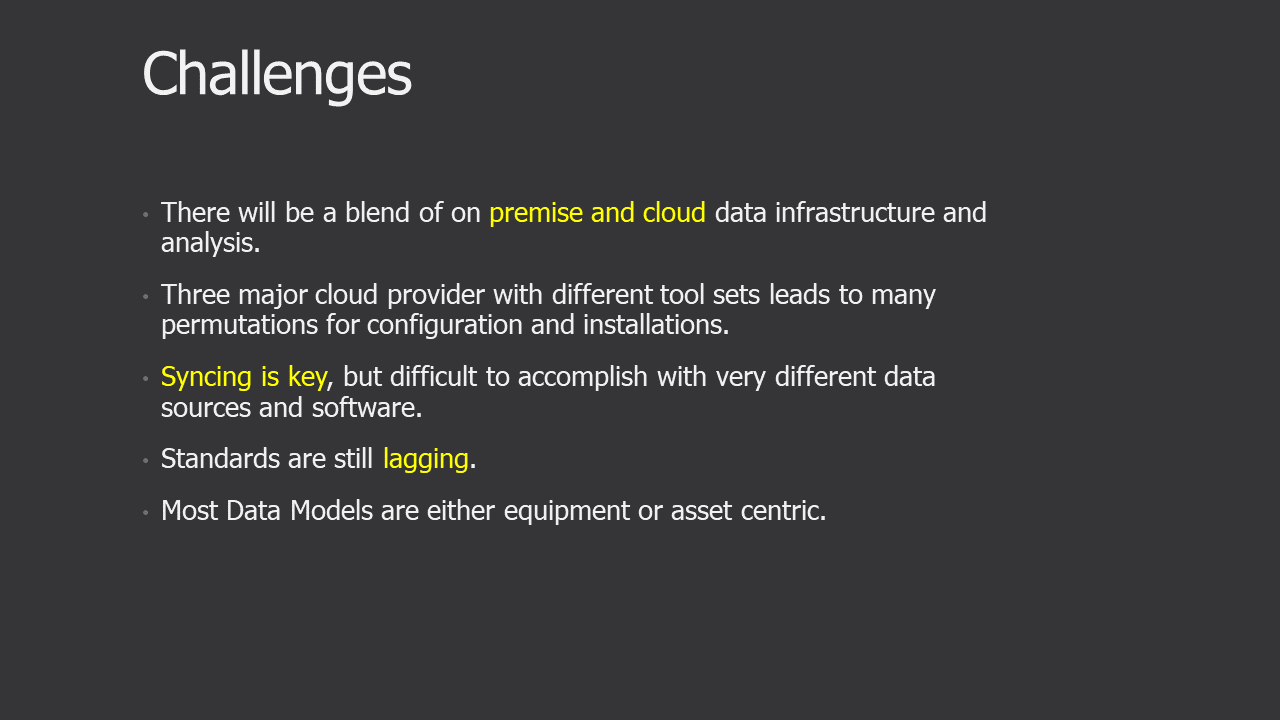 Challenges
• There will be a blend of on premise and cloud data infrastructure and
analysis.
• Three major cloud provider with different tool sets leads to many
permutations for configuration and installations.
• Syncing is key, but difficult to accomplish with very different data
sources and software.
• Standards are still lagging.
• Most Data Models are either equipment or asset centric.